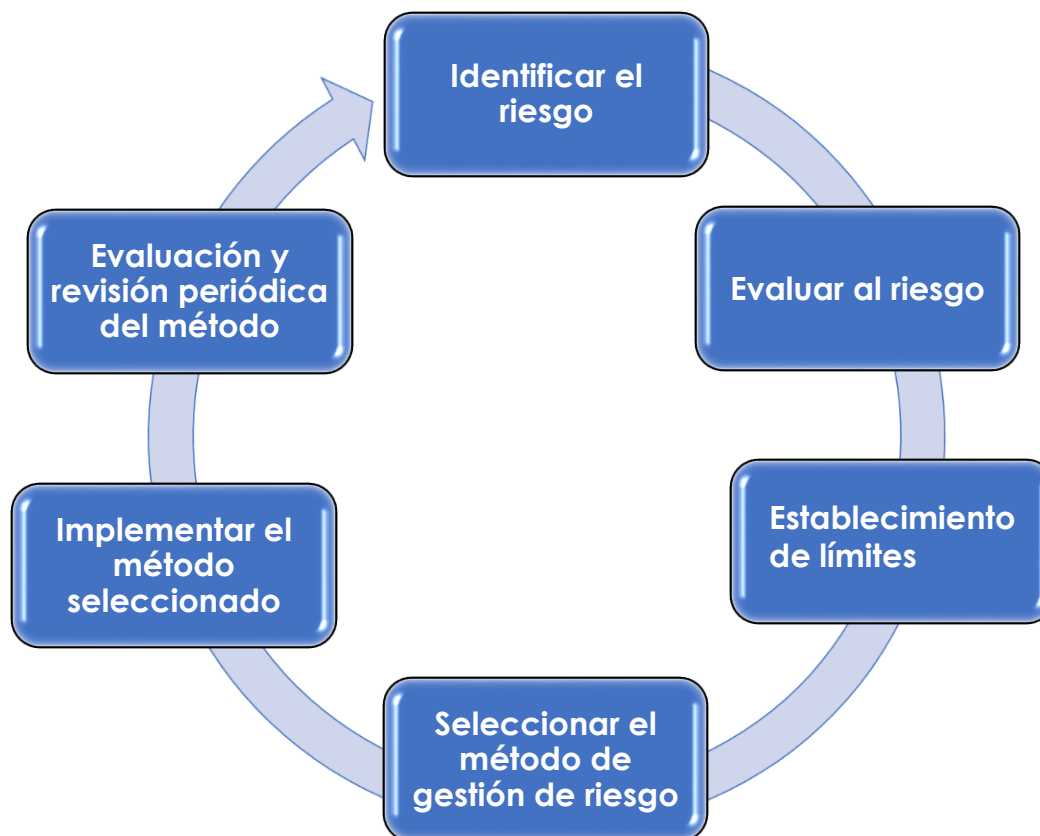 Identificar el
riesgo
Evaluar al riesgo
Establecimiento
de límites
Seleccionar el
método de
gestión de riesgo
Implementar el
método
seleccionado
Evaluación y
revisión periódica
del método